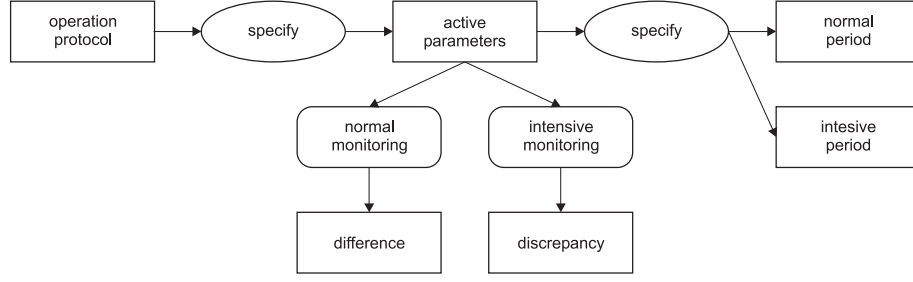 operation
protocol
specify
active
parameters
specify
normal
period
normal
monitoring
intensive
monitoring
intesive
period
difference
discrepancy